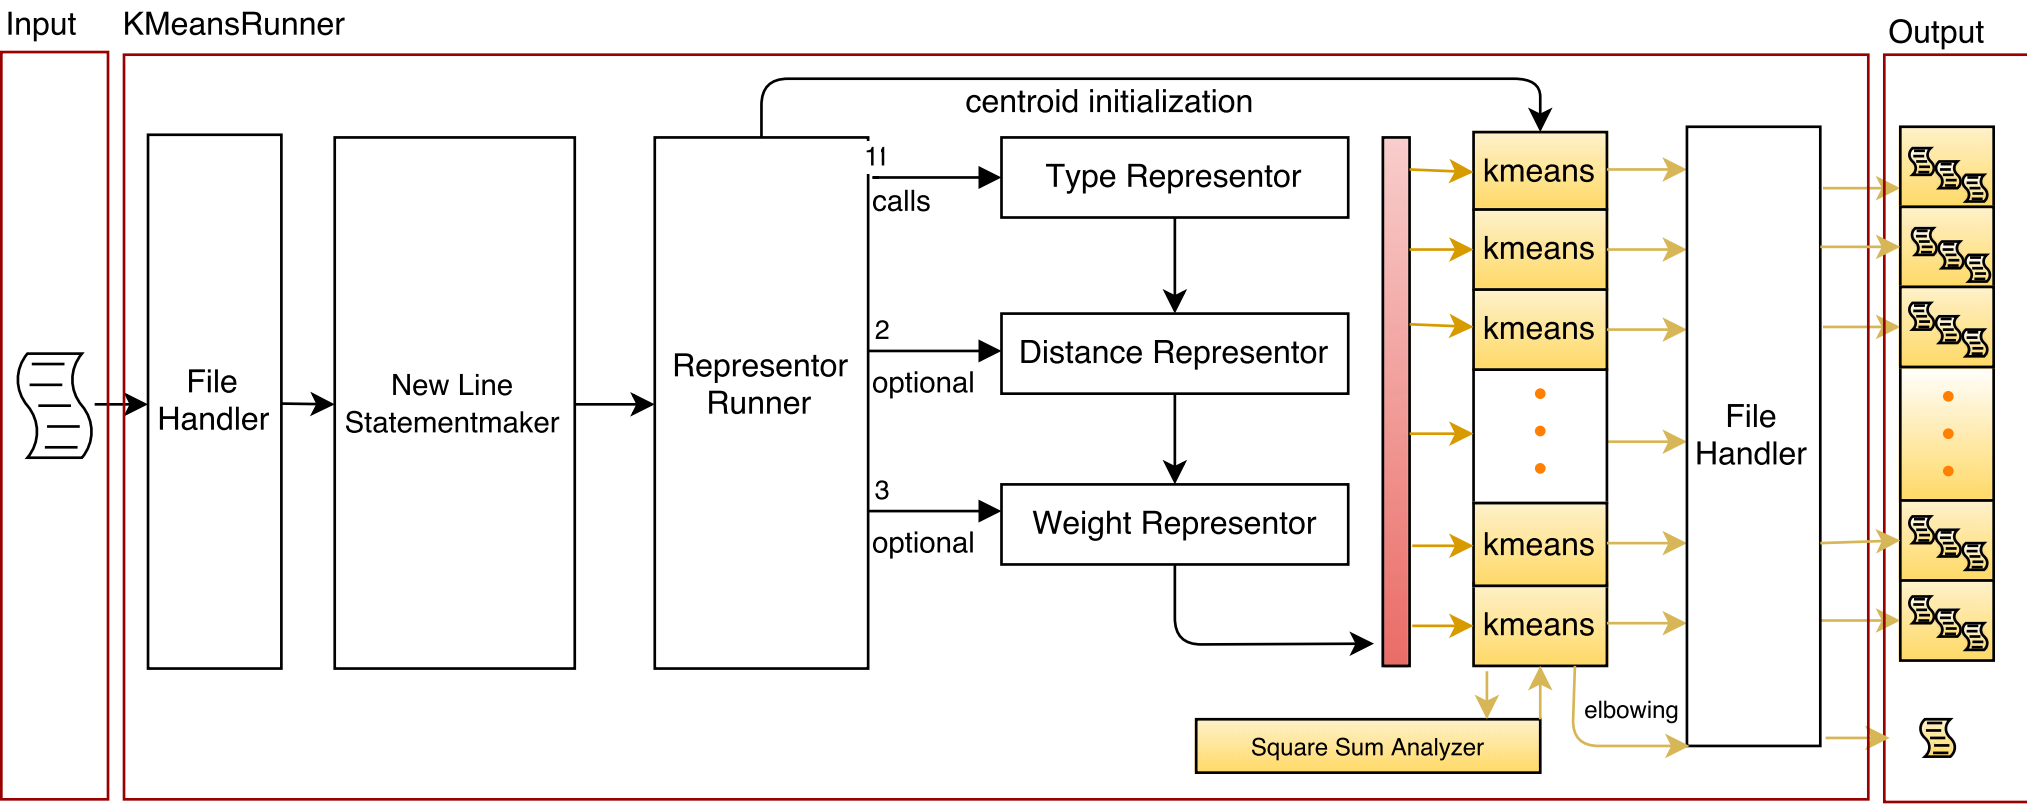 Input
KMeansRunner
Output
centroid initialization
File
Handler
New Line
Statementmaker
Representor
Runner
11
calls
Type Representor
2
optional
Distance Representor
3
optional
Weight Representor
kmeans
kmeans
kmeans
kmeans
kmeans
File
Handler
elbowing
Square Sum Analyzer